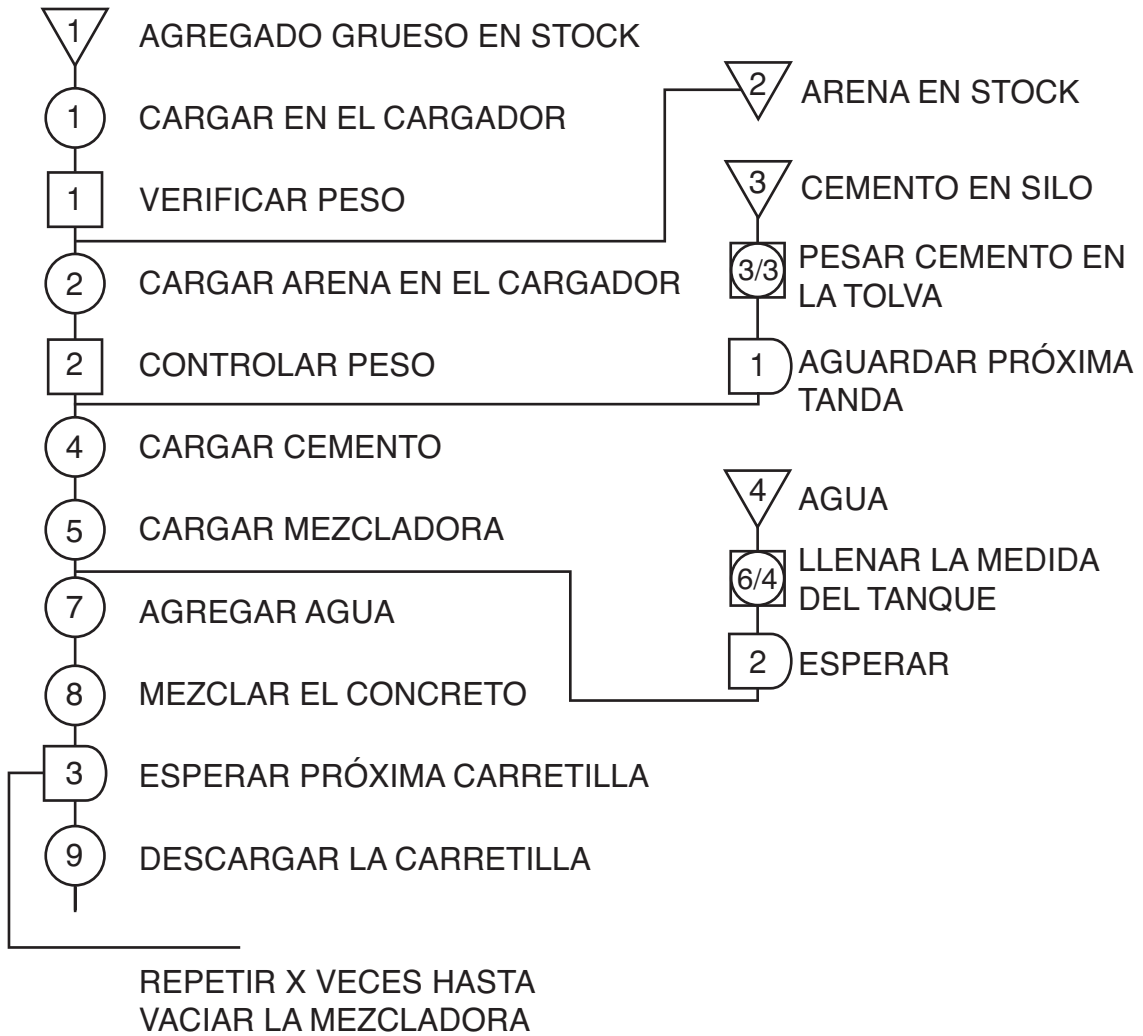 1 AGREGADO GRUESO EN STOCK
1 CARGAR EN EL CARGADOR
1 VERIFICAR PESO
2 CARGAR ARENA EN EL CARGADOR
2 CONTROLAR PESO
4 CARGAR CEMENTO
5 CARGAR MEZCLADORA
7 AGREGAR AGUA
8 MEZCLAR EL CONCRETO
3 ESPERAR PRÓXIMA CARRETILLA
9 DESCARGAR LA CARRETILLA
REPETIR X VECES HASTA
VACIAR LA MEZCLADORA
2 ARENA EN STOCK
3 CEMENTO EN SILO
3/3 PESAR CEMENTO EN
LA TOLVA
1 AGUARDAR PRÓXIMA
TANDA
4 AGUA
6/4 LLENAR LA MEDIDA
DEL TANQUE
2 ESPERAR